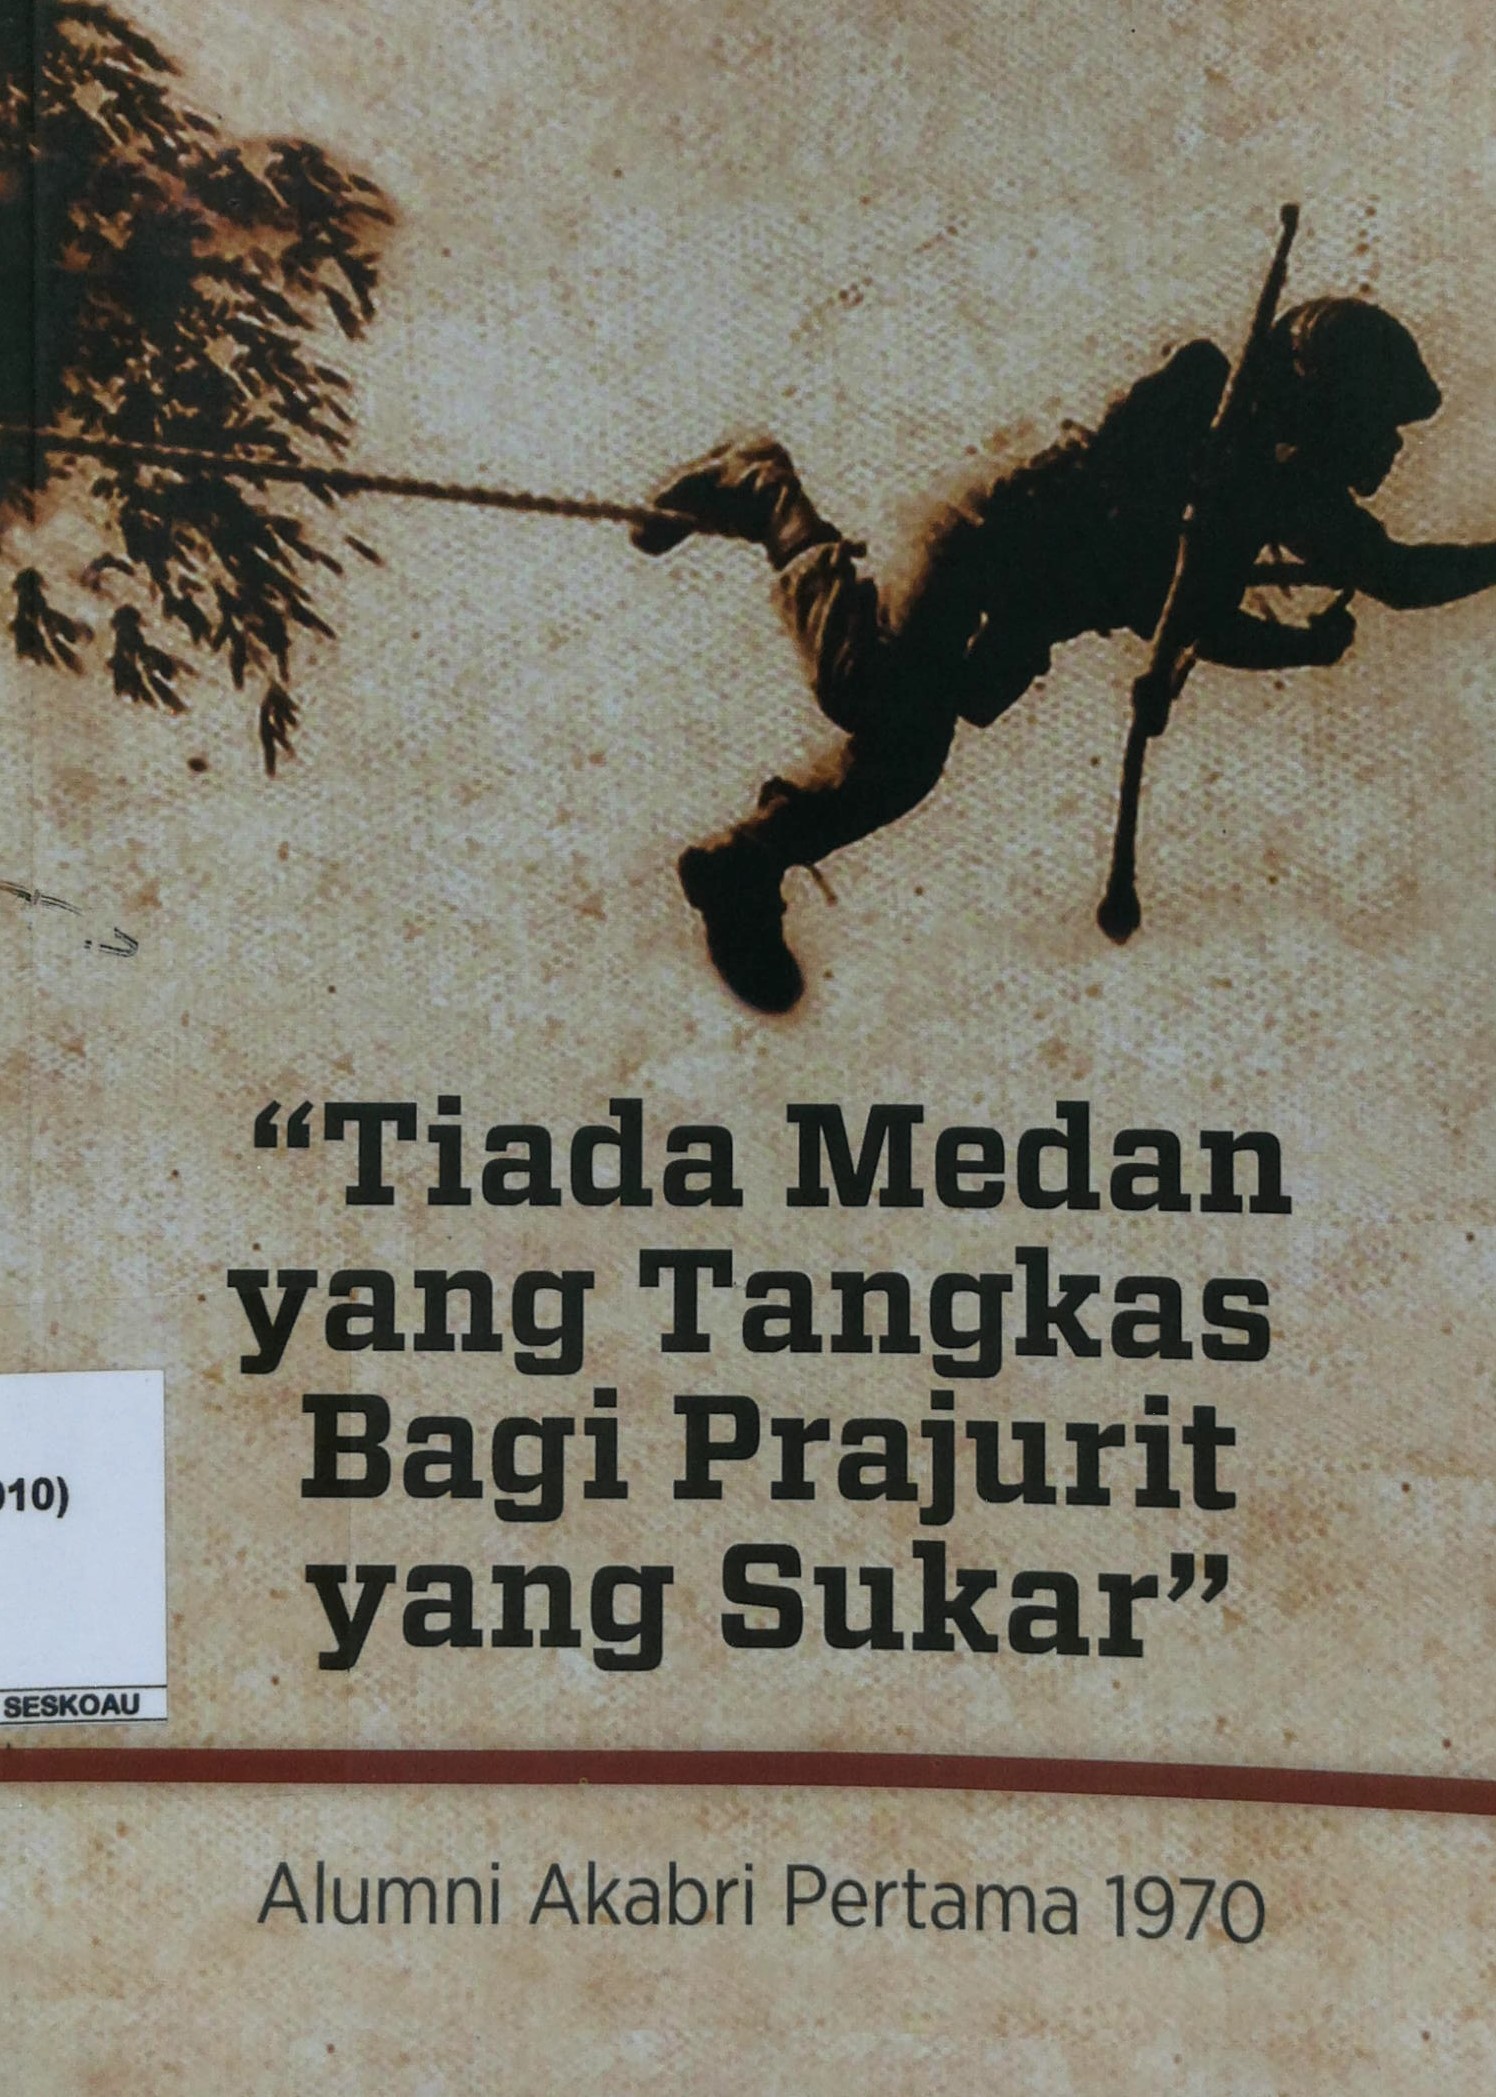 “Tiada Medan
yang Tangkas
Bagi Prajurit
yang Sukar”
10)
SESKOAU
Alumni Akabri Pertama 1970